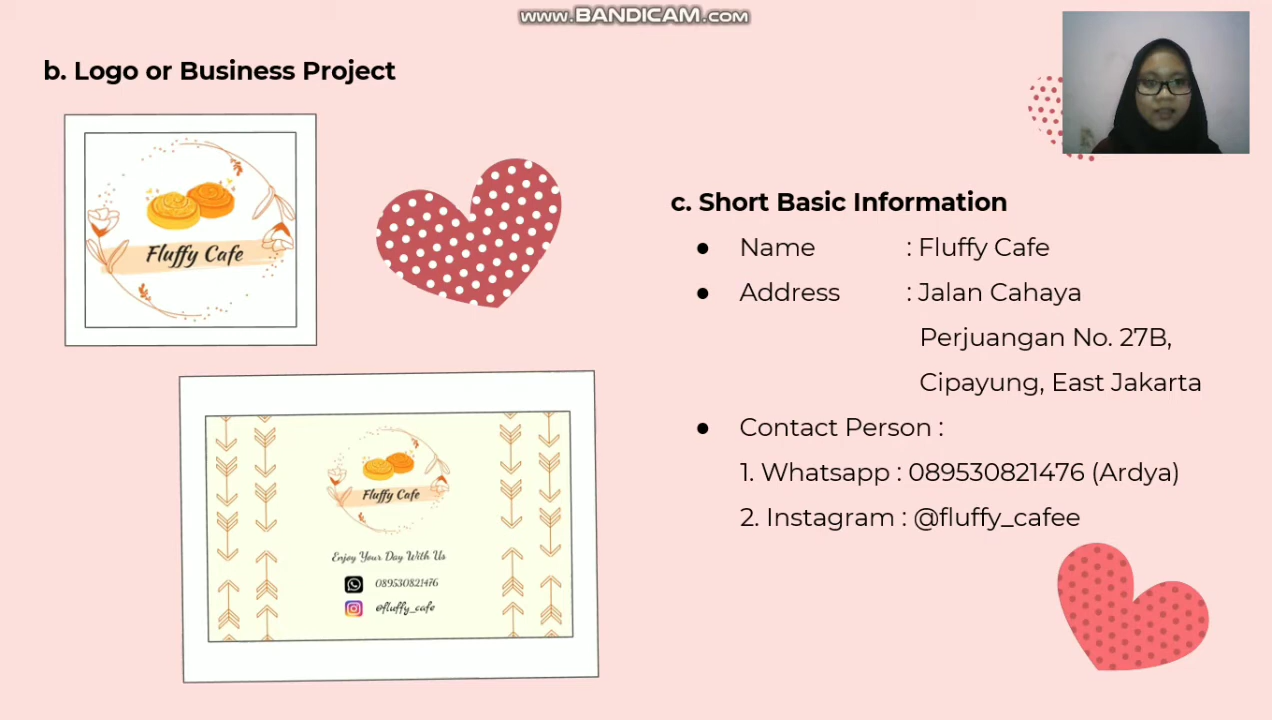 www.BANDICAM.com
b. Logo or Business Project
Fluffy Cafe
c. Short Basic Information
● Name : Fluffy Cafe
● Address : Jalan Cahaya
Perjuangan No. 27B,
Cipayung, East Jakarta
● Contact Person :
1. Whatsapp : 089530821476 (Ardya)
2. Instagram : @fluffy_cafee
Fluffy Cafe
Enjoy Your Day With Us
089530821476
@fluffy_cafe